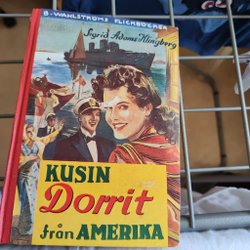 B. WAHLSTRÖMS FLICKBÖCKER
Sigrid Adams-Klingberg
KUSIN
Dorrit
från AMERIKA